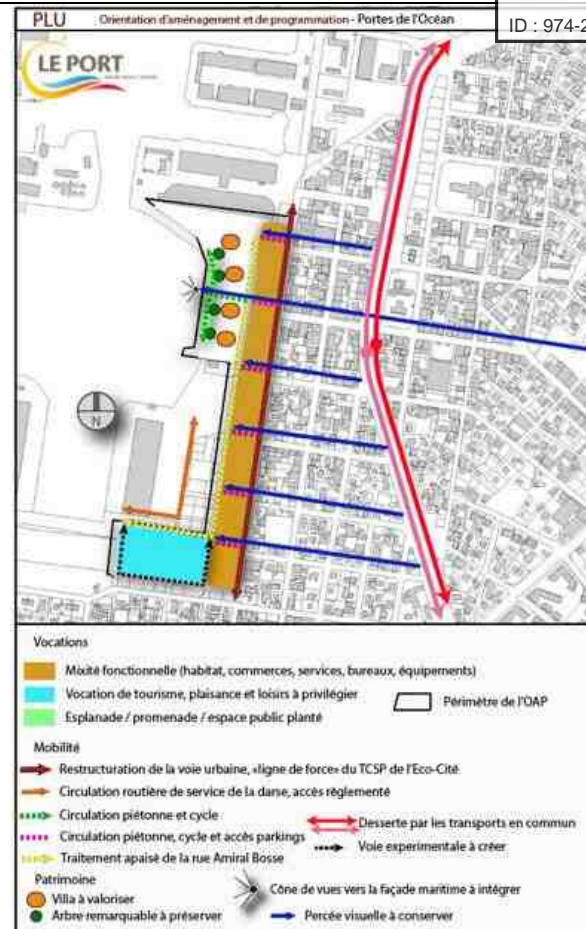 PLU Orientation d'aménagement et de programmation - Portes de l'Océan
ID : 974-2
LE PORT
N
Vocations
Mixité fonctionnelle (habitat, commerces, services, bureaux, équipements)
Vocation de tourisme, plaisance et loisirs à privilégier
Périmètre de l'OAP
Esplanade / promenade / espace public planté
Mobilité
Restructuration de la voie urbaine, «ligne de force» du TCSP de l'Eco-Cité
Circulation routière de service de la darse, accès règlementé
Circulation piétonne et cycle
Desserte par les transports en commun
Circulation piétonne, cycle et accès parkings
Voie experimentale à créer
Traitement apaisé de la rue Amiral Bosse
Patrimoine
Villa à valoriser
Cône de vues vers la façade maritime à intégrer
Arbre remarquable à préserver
Percée visuelle à conserver